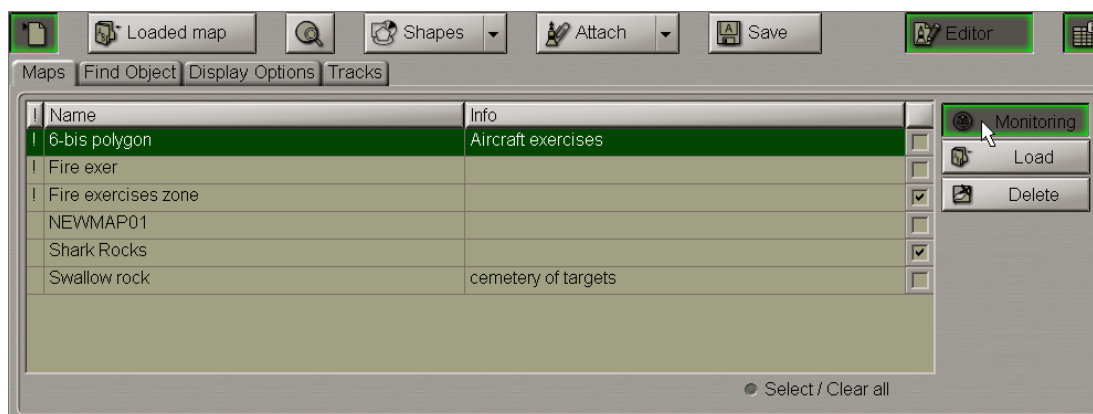 Loaded map Shapes Attach Save Editor
Maps Find Object Display Options Tracks
! Name Info
! 6-bis polygon Aircraft exercises
! Fire exer
! Fire exercises zone
NEWMAP01
Shark Rocks
Swallow rock cemetery of targets
Select / Clear all
Monitoring
Load
Delete